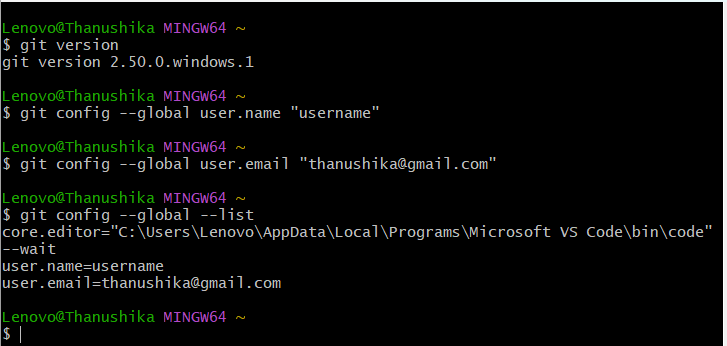 Lenovo@Thanushika MINGW64 ~
$ git version
git version 2.50.0.windows.1
Lenovo@Thanushika MINGW64 ~
$ git config --global user.name "username"
Lenovo@Thanushika MINGW64 ~
$ git config --global user.email "thanushika@gmail.com"
Lenovo@Thanushika MINGW64 ~
$ git config --global --list
core.editor="C:\Users\Lenovo\AppData\Local\Programs\Microsoft VS Code\bin\code"
--wait
user.name=username
user.email=thanushika@gmail.com
Lenovo@Thanushika MINGW64 ~
$